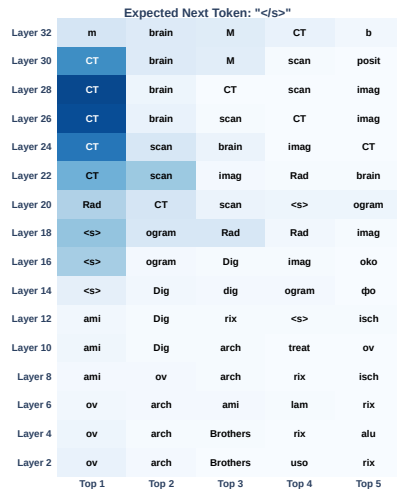 Expected Next Token: "</s>"
Layer 32 m brain M CT b
Layer 30 CT brain M scan posit
Layer 28 CT brain CT scan imag
Layer 26 CT brain scan CT imag
Layer 24 CT scan brain imag CT
Layer 22 CT scan imag Rad brain
Layer 20 Rad CT scan <s> ogram
Layer 18 <s> ogram Rad Rad imag
Layer 16 <s> ogram Dig imag oko
Layer 14 <s> Dig dig ogram фо
Layer 12 ami Dig rix <s> isch
Layer 10 ami Dig arch treat ov
Layer 8 ami ov arch rix isch
Layer 6 ov arch ami lam rix
Layer 4 ov arch Brothers rix alu
Layer 2 ov arch Brothers uso rix
Top 1 Top 2 Top 3 Top 4 Top 5